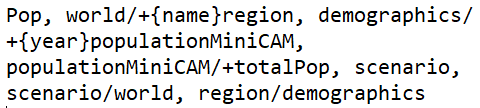 Pop, world/+{name}region, demographics/
+{year}populationMiniCAM,
populationMiniCAM/+totalPop, scenario,
scenario/world, region/demographics